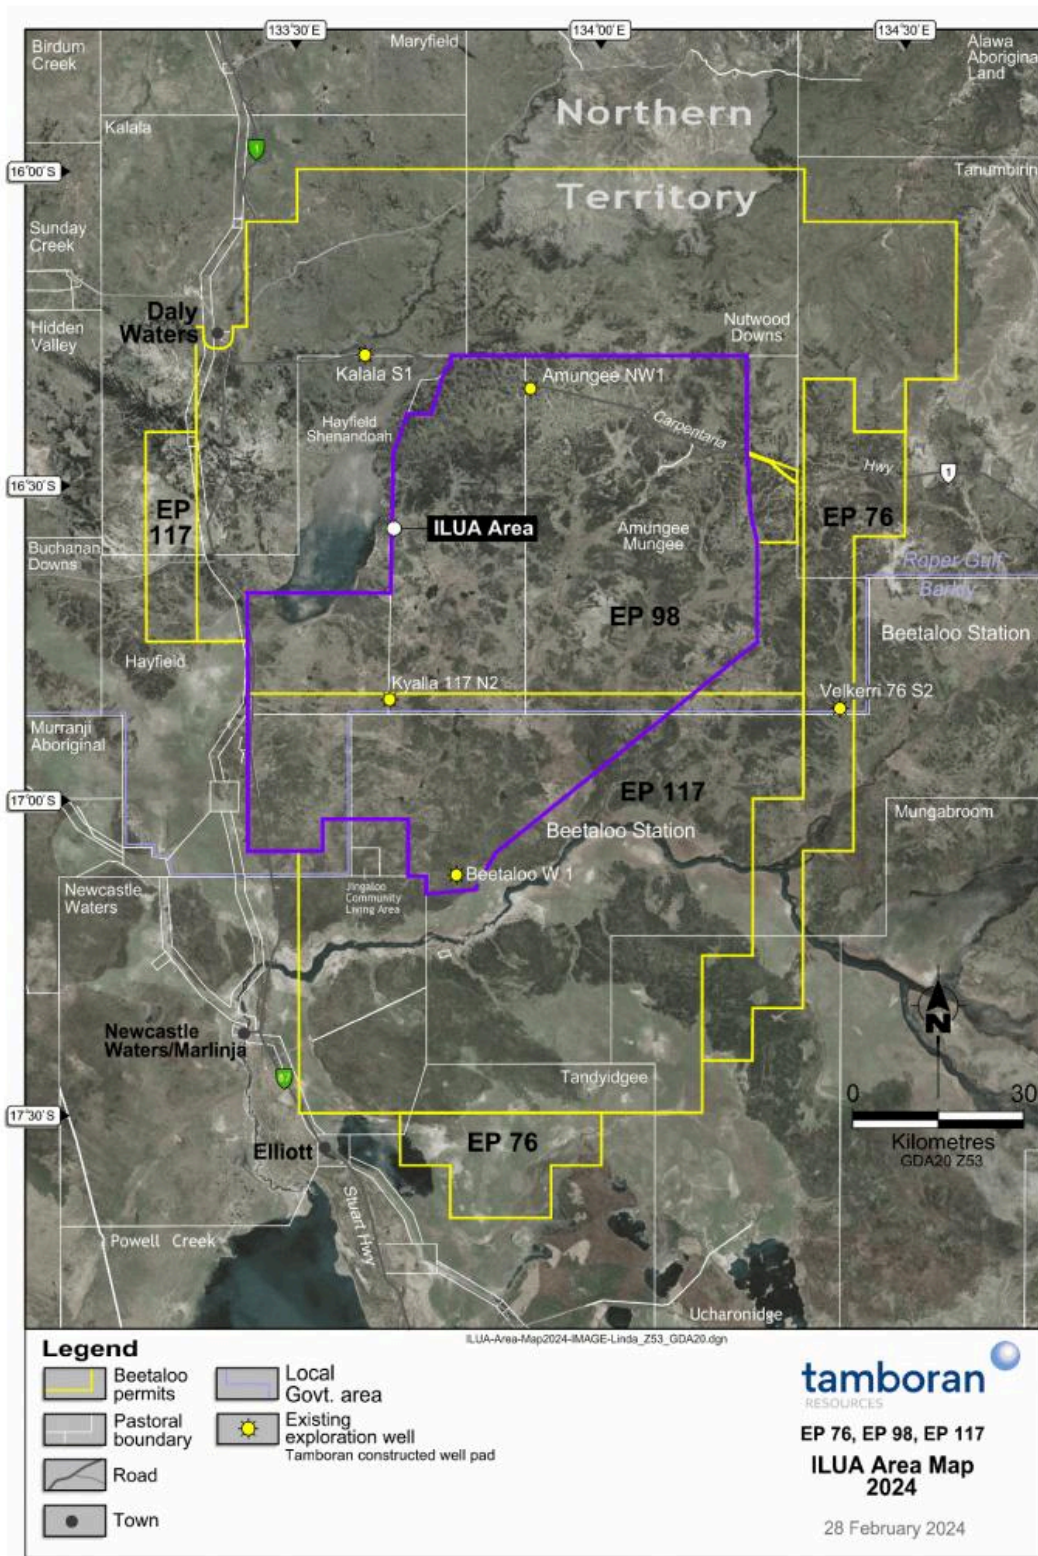 133°30' E
134°00' E
134°30' E
Birdum
Creek
Maryfield
Alawa
Aboriginal
Land
Northern
Kalala
1
16°00' S
Tanumbirin
Territory
Sunday
Creek
Daly
Waters
Hidden
Valley
Nutwood
Downs
Kalala S1
Amungee NW1
Hayfield
Shenandoah
Carpentaria
Hwy
1
16°30' S
EP
117
ILUA Area
EP 76
Amungee
Mungee
Buchanan
Downs
Roper Gulf
Barkly
EP 98
Beetaloo Station
Hayfield
Kyalla 117 N2
Velkerri 76 S2
Murranji
Aboriginal
17°00' S
EP 117
Mungabroom
Beetaloo Station
Beetaloo W 1
Newcastle
Waters
Jingaloo
Community
Living Area
N
Newcastle
Waters/Marlinja
Tandyidgee
87
0
30
Kilometres
GDA20 Z53
17°30' S
EP 76
Elliott
Stuart Hwy
Powell Creek
Ucharonidge
ILUA-Area-Map2024-IMAGE-Linda_Z53_GDA20.dgn
Legend
Beetaloo
permits
Local
Govt. area
Pastoral
boundary
Existing
exploration well
Tamboran constructed well pad
Road
Town
tamboran
RESOURCES
EP 76, EP 98, EP 117
ILUA Area Map
2024
28 February 2024